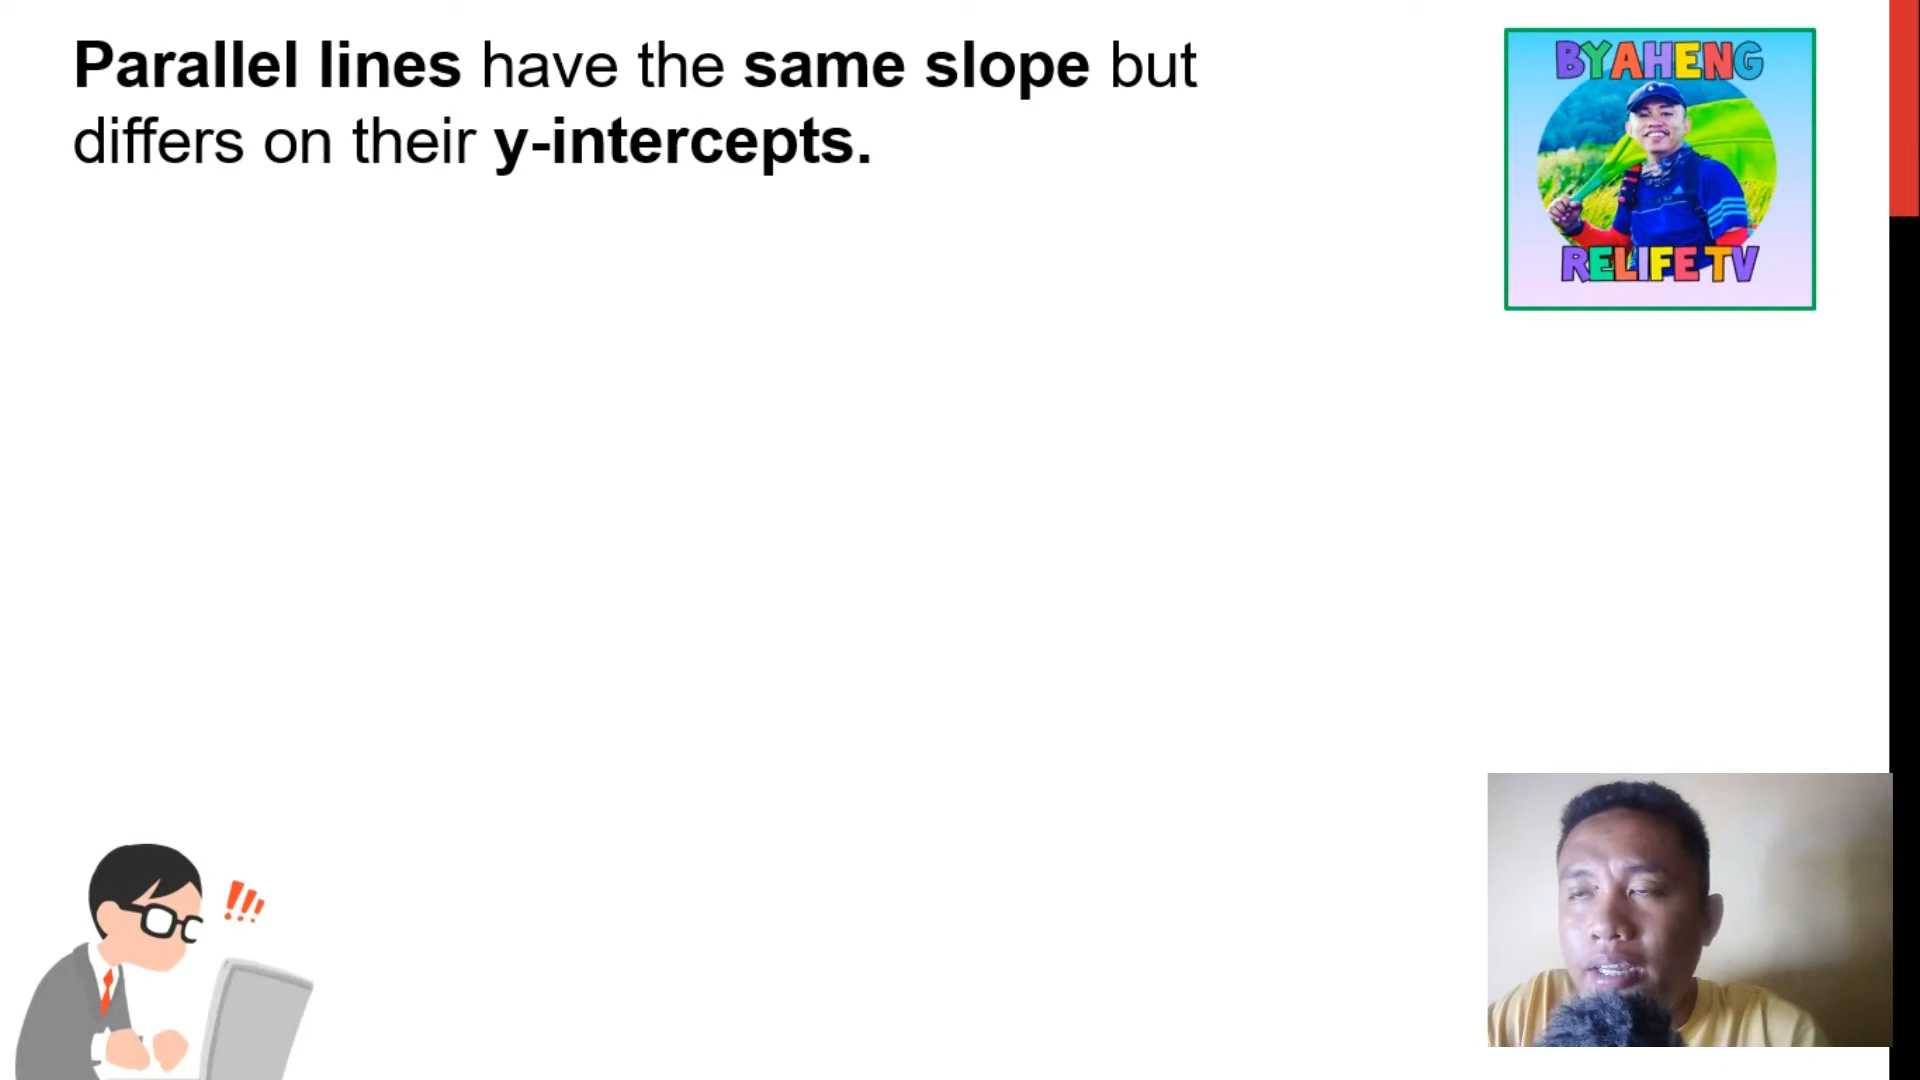 Parallel lines have the same slope but
differs on their y-intercepts.
BYAHENG
RELIFE TV
!!!